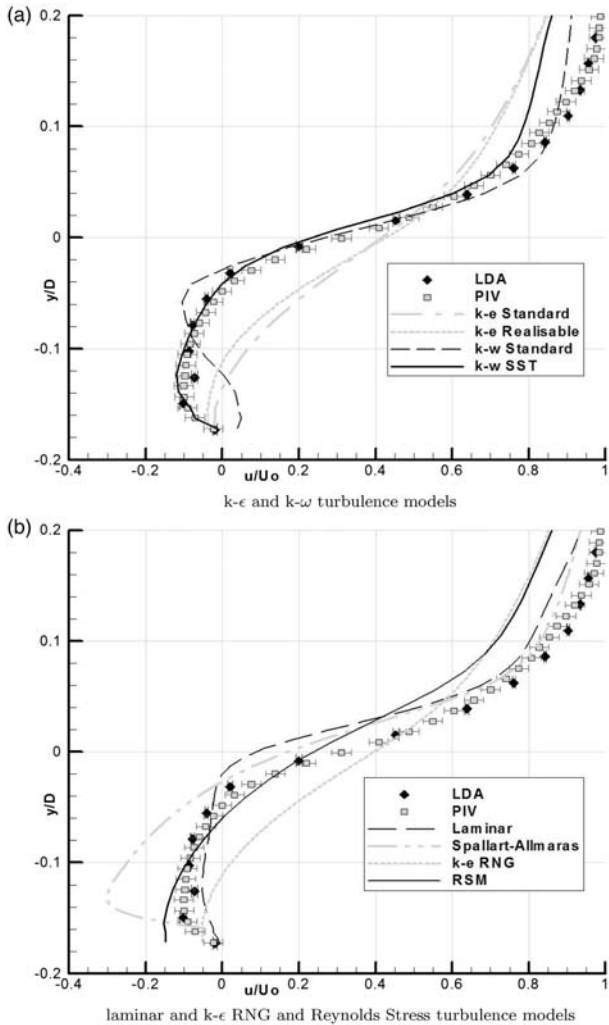 (a)
0.2
0.1
0
-0.1
-0.2
y/D
LDA
PIV
k-e Standard
k-e Realisable
k-w Standard
k-w SST
-0.4 -0.2 0 0.2 0.4 0.6 0.8 1
u/Uo
k-ϵ and k-ω turbulence models
(b)
0.2
0.1
0
-0.1
-0.2
y/D
LDA
PIV
Laminar
Spallart-Allmaras
k-e RNG
RSM
-0.4 -0.2 0 0.2 0.4 0.6 0.8 1
u/Uo
laminar and k-ϵ RNG and Reynolds Stress turbulence models